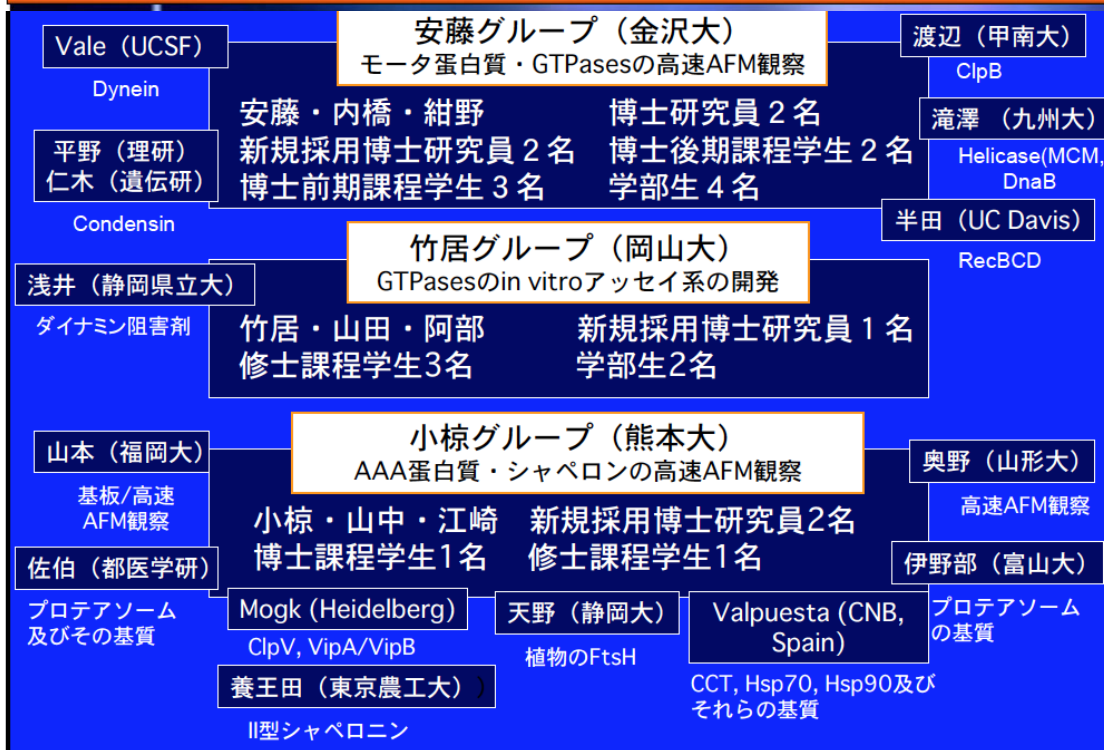 安藤グループ（金沢大）
モータ蛋白質・GTPasesの高速AFM観察
Vale（UCSF）
Dynein
渡辺（甲南大）
ClpB
安藤・内橋・紺野 博士研究員２名
新規採用博士研究員２名 博士後期課程学生２名
博士前期課程学生３名 学部生４名
平野（理研）
仁木（遺伝研）
Condensin
滝澤 （九州大）
Helicase(MCM,
DnaB
半田（UC Davis）
RecBCD
竹居グループ（岡山大）
GTPasesのin vitroアッセイ系の開発
浅井（静岡県立大）
ダイナミン阻害剤
竹居・山田・阿部 新規採用博士研究員１名
修士課程学生3名 学部生2名
小椋グループ（熊本大）
AAA蛋白質・シャペロンの高速AFM観察
山本（福岡大）
基板/高速
AFM観察
奥野（山形大）
高速AFM観察
小椋・山中・江崎 新規採用博士研究員2名
博士課程学生1名 修士課程学生1名
佐伯（都医学研）
プロテアソーム
及びその基質
伊野部（富山大）
プロテアソーム
の基質
Mogk (Heidelberg)
ClpV, VipA/VipB
天野（静岡大）
植物のFtsH
Valpuesta (CNB,
Spain)
CCT, Hsp70, Hsp90及び
それらの基質
養王田（東京農工大）)
II型シャペロニン